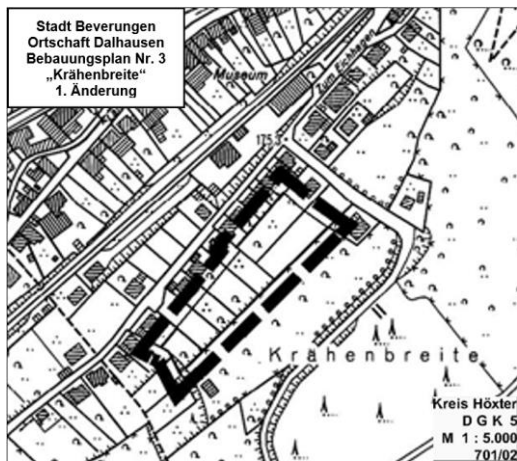 Stadt Beverungen
Ortschaft Dalhausen
Bebauungsplan Nr. 3
„Krähenbreite“
1. Änderung
Museum
Zum Eichhagen
175,3
Krähenbreite
Kreis Höxter
D G K 5
M 1 : 5.000
701/02